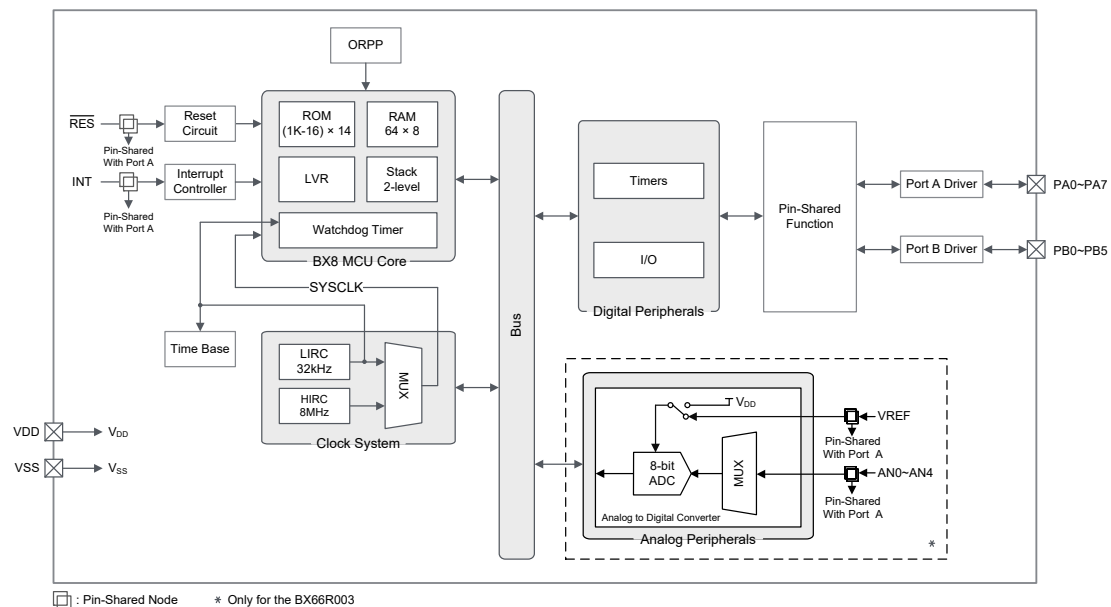 ORPP
RES
Pin-Shared
With Port A
Reset
Circuit
INT
Pin-Shared
With Port A
Interrupt
Controller
ROM
(1K-16) × 14
RAM
64 × 8
LVR
Stack
2-level
Watchdog Timer
BX8 MCU Core
SYSCLK
Time Base
LIRC
32kHz
HIRC
8MHz
MUX
Clock System
VDD
VDD
VSS
VSS
Bus
Timers
I/O
Digital Peripherals
Pin-Shared
Function
Port A Driver
PA0~PA7
Port B Driver
PB0~PB5
VDD
VREF
Pin-Shared
With Port A
8-bit
ADC
MUX
AN0~AN4
Pin-Shared
With Port A
Analog to Digital Converter
Analog Peripherals
*
: Pin-Shared Node
* Only for the BX66R003